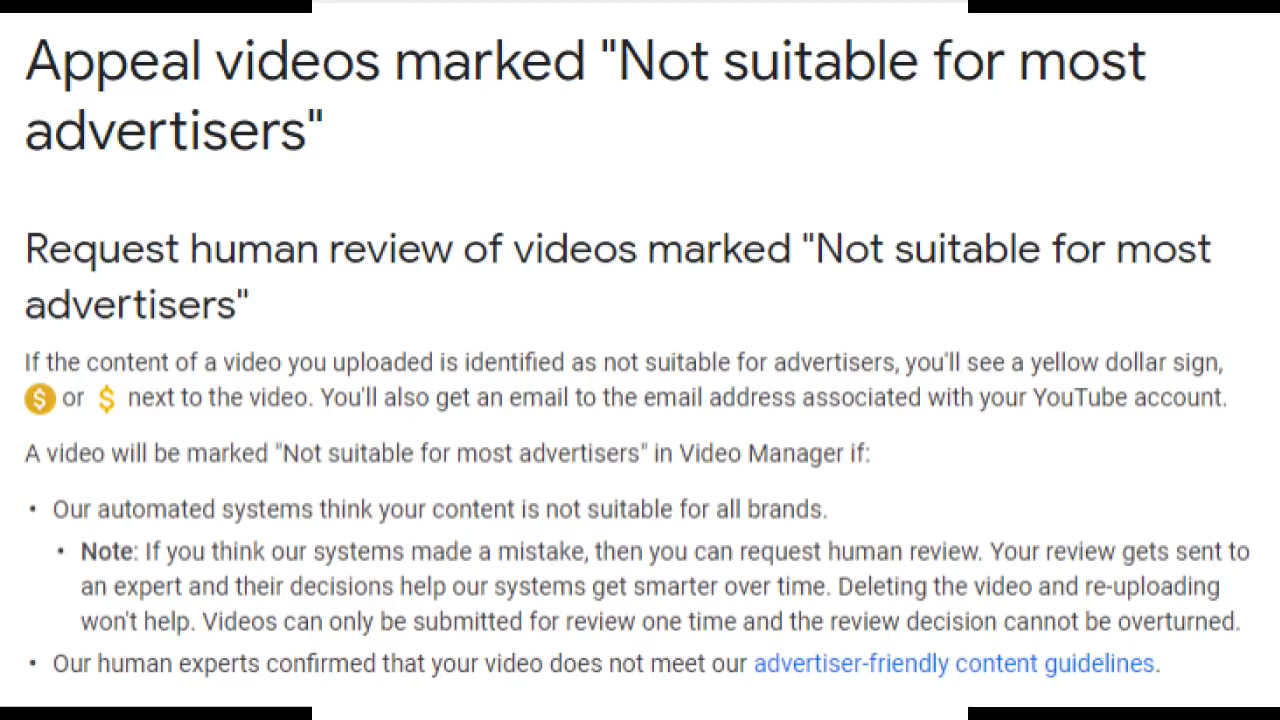 Appeal videos marked "Not suitable for most
advertisers"
Request human review of videos marked "Not suitable for most
advertisers"
If the content of a video you uploaded is identified as not suitable for advertisers, you'll see a yellow dollar sign,
$ or $ next to the video. You'll also get an email to the email address associated with your YouTube account.
A video will be marked "Not suitable for most advertisers" in Video Manager if:
• Our automated systems think your content is not suitable for all brands.
• Note: If you think our systems made a mistake, then you can request human review. Your review gets sent to
an expert and their decisions help our systems get smarter over time. Deleting the video and re-uploading
won't help. Videos can only be submitted for review one time and the review decision cannot be overturned.
• Our human experts confirmed that your video does not meet our advertiser-friendly content guidelines.